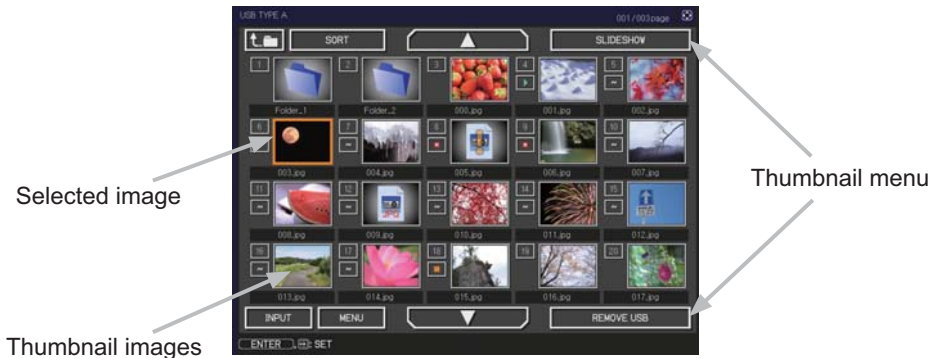 USB TYPE A
001/003page
SORT
SLIDESHOW
1 2 3 4 5
Folder_1 Folder_2 000.jpg 001.jpg 002.jpg
6 7 8 9 10
003.jpg 004.jpg 005.jpg 006.jpg 007.jpg
Selected image
Thumbnail menu
11 12 13 14 15
008.jpg 009.jpg 010.jpg 011.jpg 012.jpg
16 17 18 19 20
013.jpg 014.jpg 015.jpg 016.jpg 017.jpg
INPUT MENU REMOVE USB
Thumbnail images
ENTER , : SET